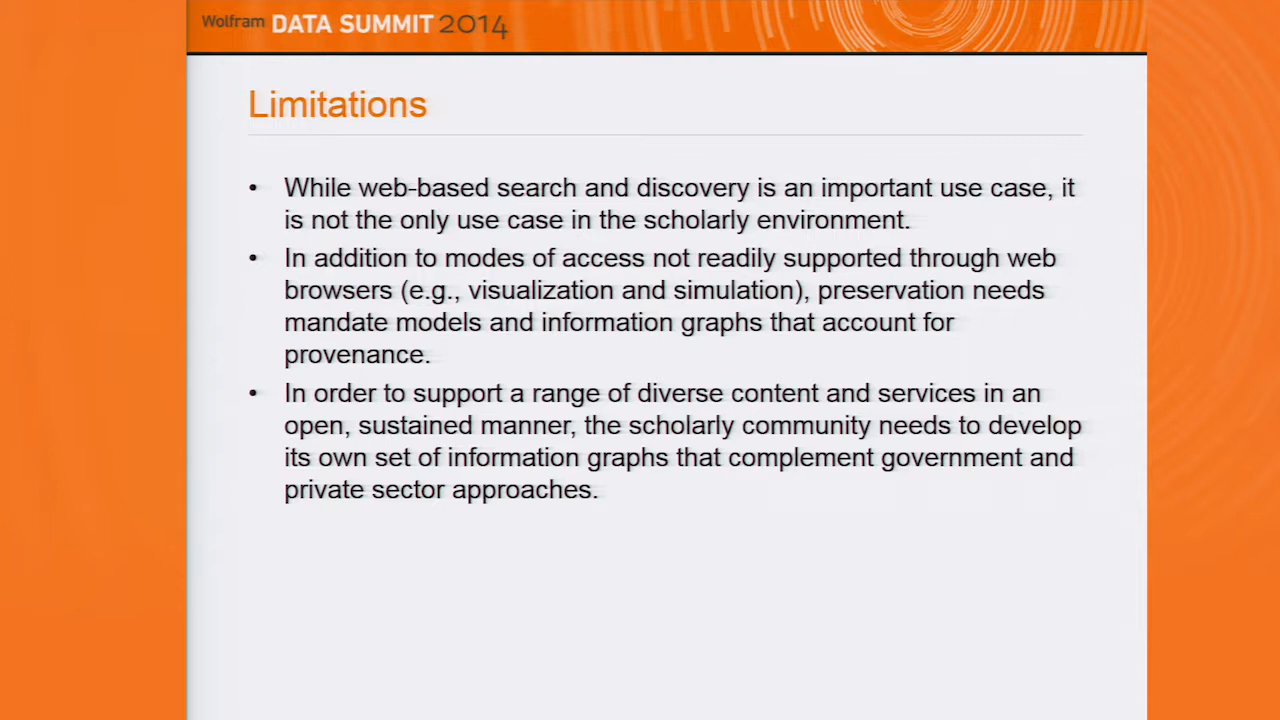 Wolfram DATA SUMMIT 2014
Limitations
• While web-based search and discovery is an important use case, it
is not the only use case in the scholarly environment.
• In addition to modes of access not readily supported through web
browsers (e.g., visualization and simulation), preservation needs
mandate models and information graphs that account for
provenance.
• In order to support a range of diverse content and services in an
open, sustained manner, the scholarly community needs to develop
its own set of information graphs that complement government and
private sector approaches.